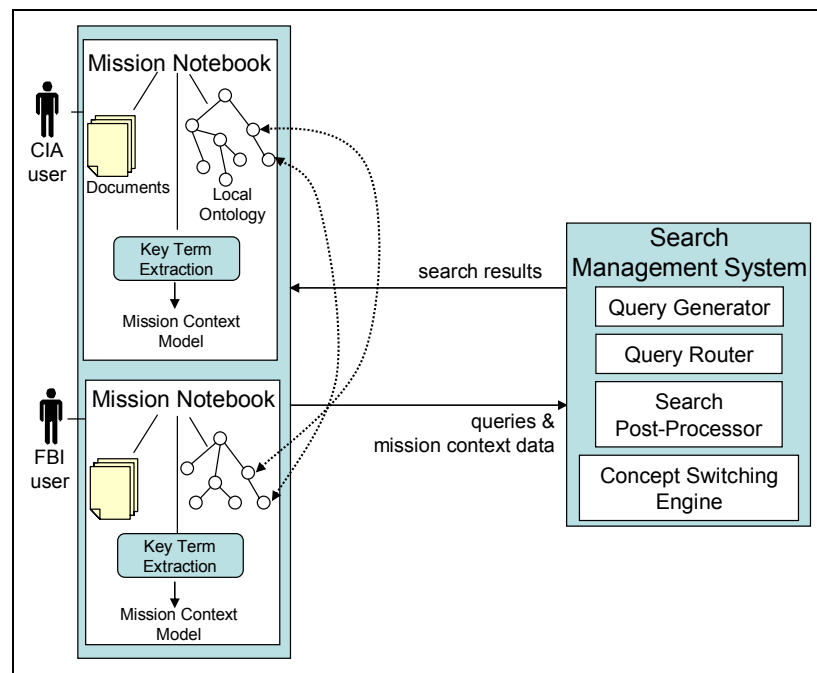 Mission Notebook
CIA
user
Documents
Local
Ontology
Key Term
Extraction
Mission Context
Model
Mission Notebook
FBI
user
Key Term
Extraction
Mission Context
Model
search results
queries &
mission context data
Search
Management System
Query Generator
Query Router
Search
Post-Processor
Concept Switching
Engine